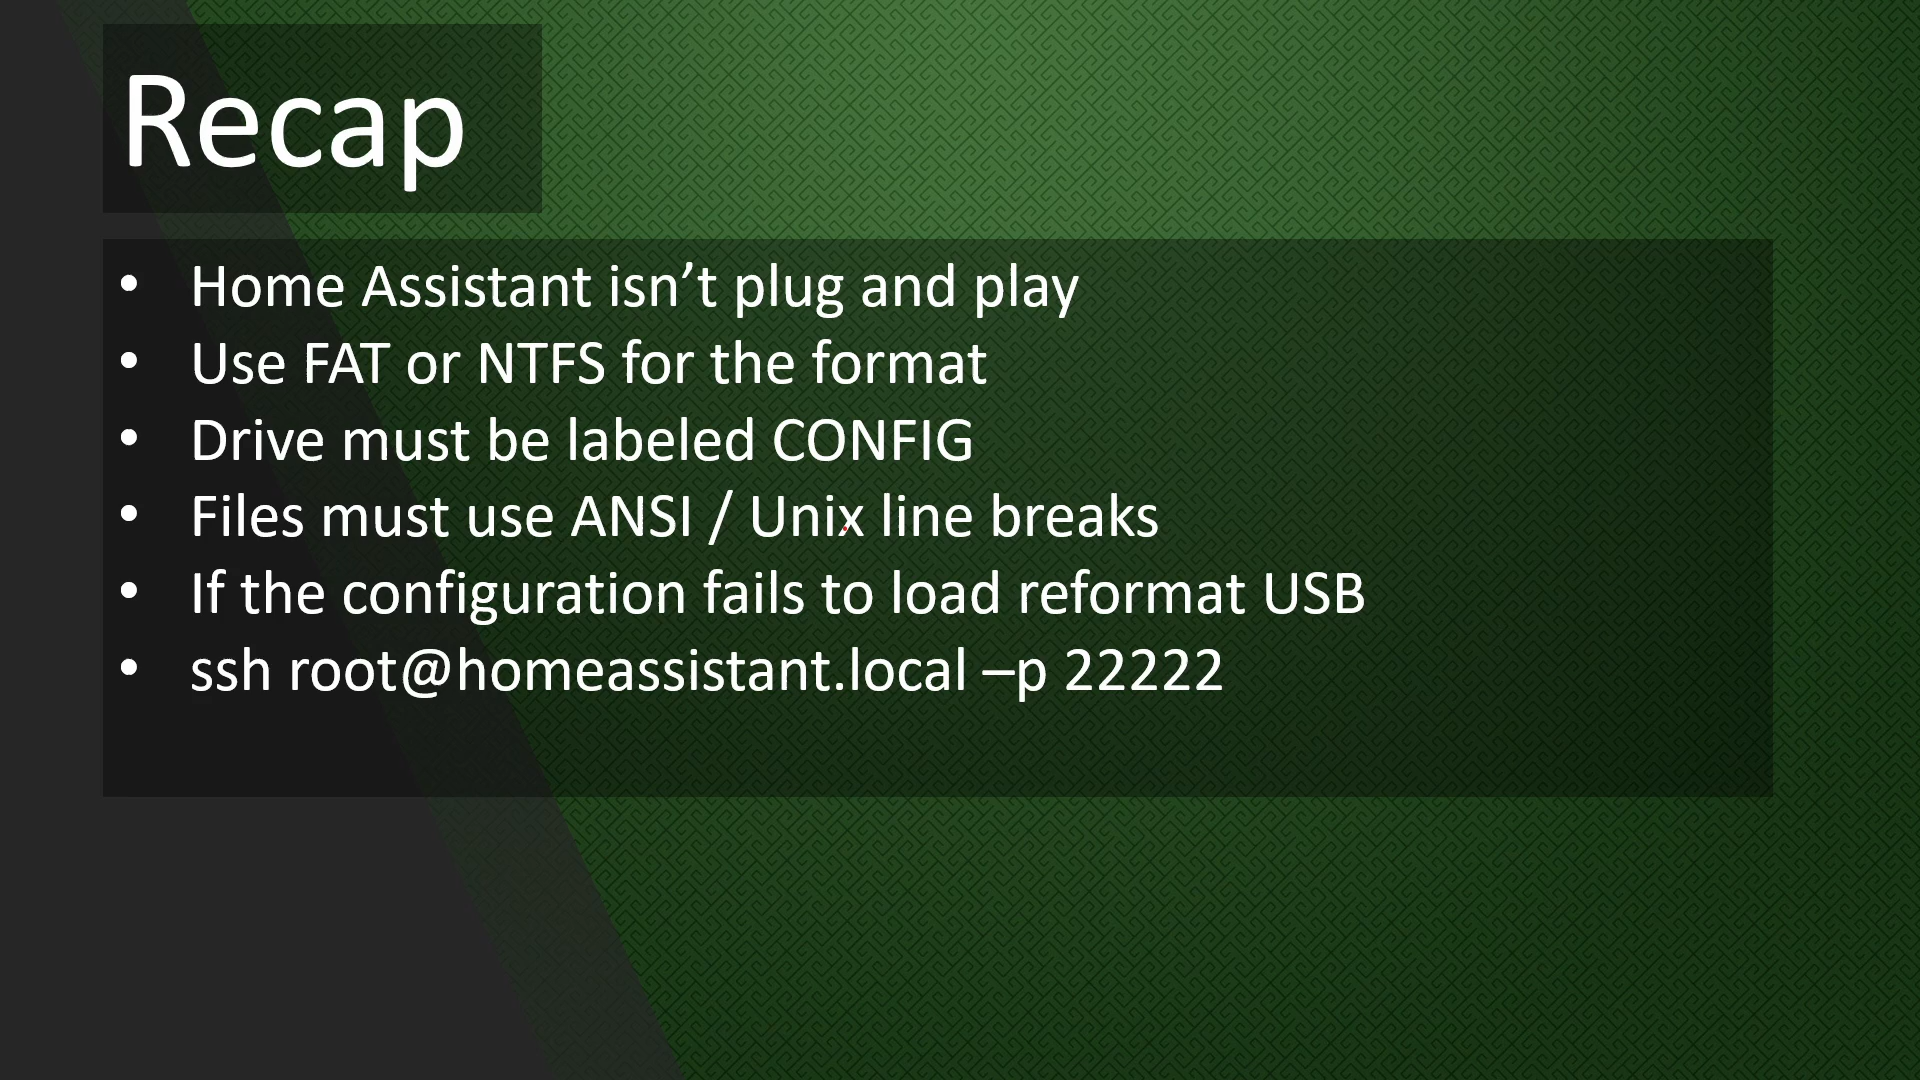 Recap
• Home Assistant isn’t plug and play
• Use FAT or NTFS for the format
• Drive must be labeled CONFIG
• Files must use ANSI / Unix line breaks
• If the configuration fails to load reformat USB
• ssh root@homeassistant.local –p 22222